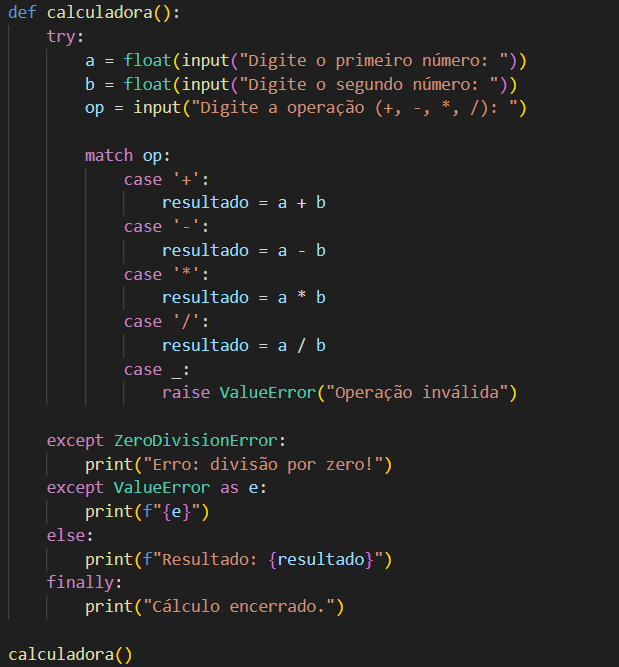 def calculadora():
    try:
        a = float(input("Digite o primeiro número: "))
        b = float(input("Digite o segundo número: "))
        op = input("Digite a operação (+, -, *, /): ")

        match op:
            case '+':
                resultado = a + b
            case '-':
                resultado = a - b
            case '*':
                resultado = a * b
            case '/':
                resultado = a / b
            case _:
                raise ValueError("Operação inválida")

    except ZeroDivisionError:
        print("Erro: divisão por zero!")
    except ValueError as e:
        print(f"{e}")
    else:
        print(f"Resultado: {resultado}")
    finally:
        print("Cálculo encerrado.")

calculadora()